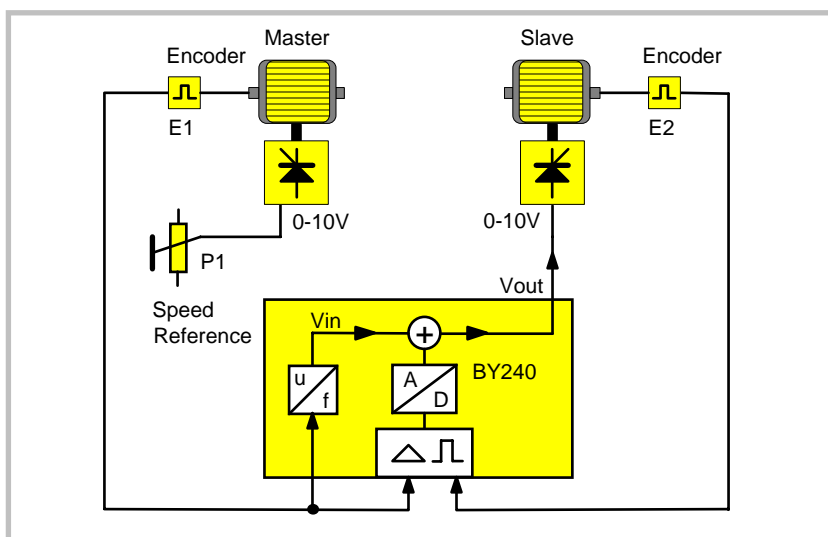 Encoder
Master
Slave
Encoder
E1
E2
0-10V
0-10V
P1
Speed
Reference
Vout
Vin
BY240
u
f
A
D